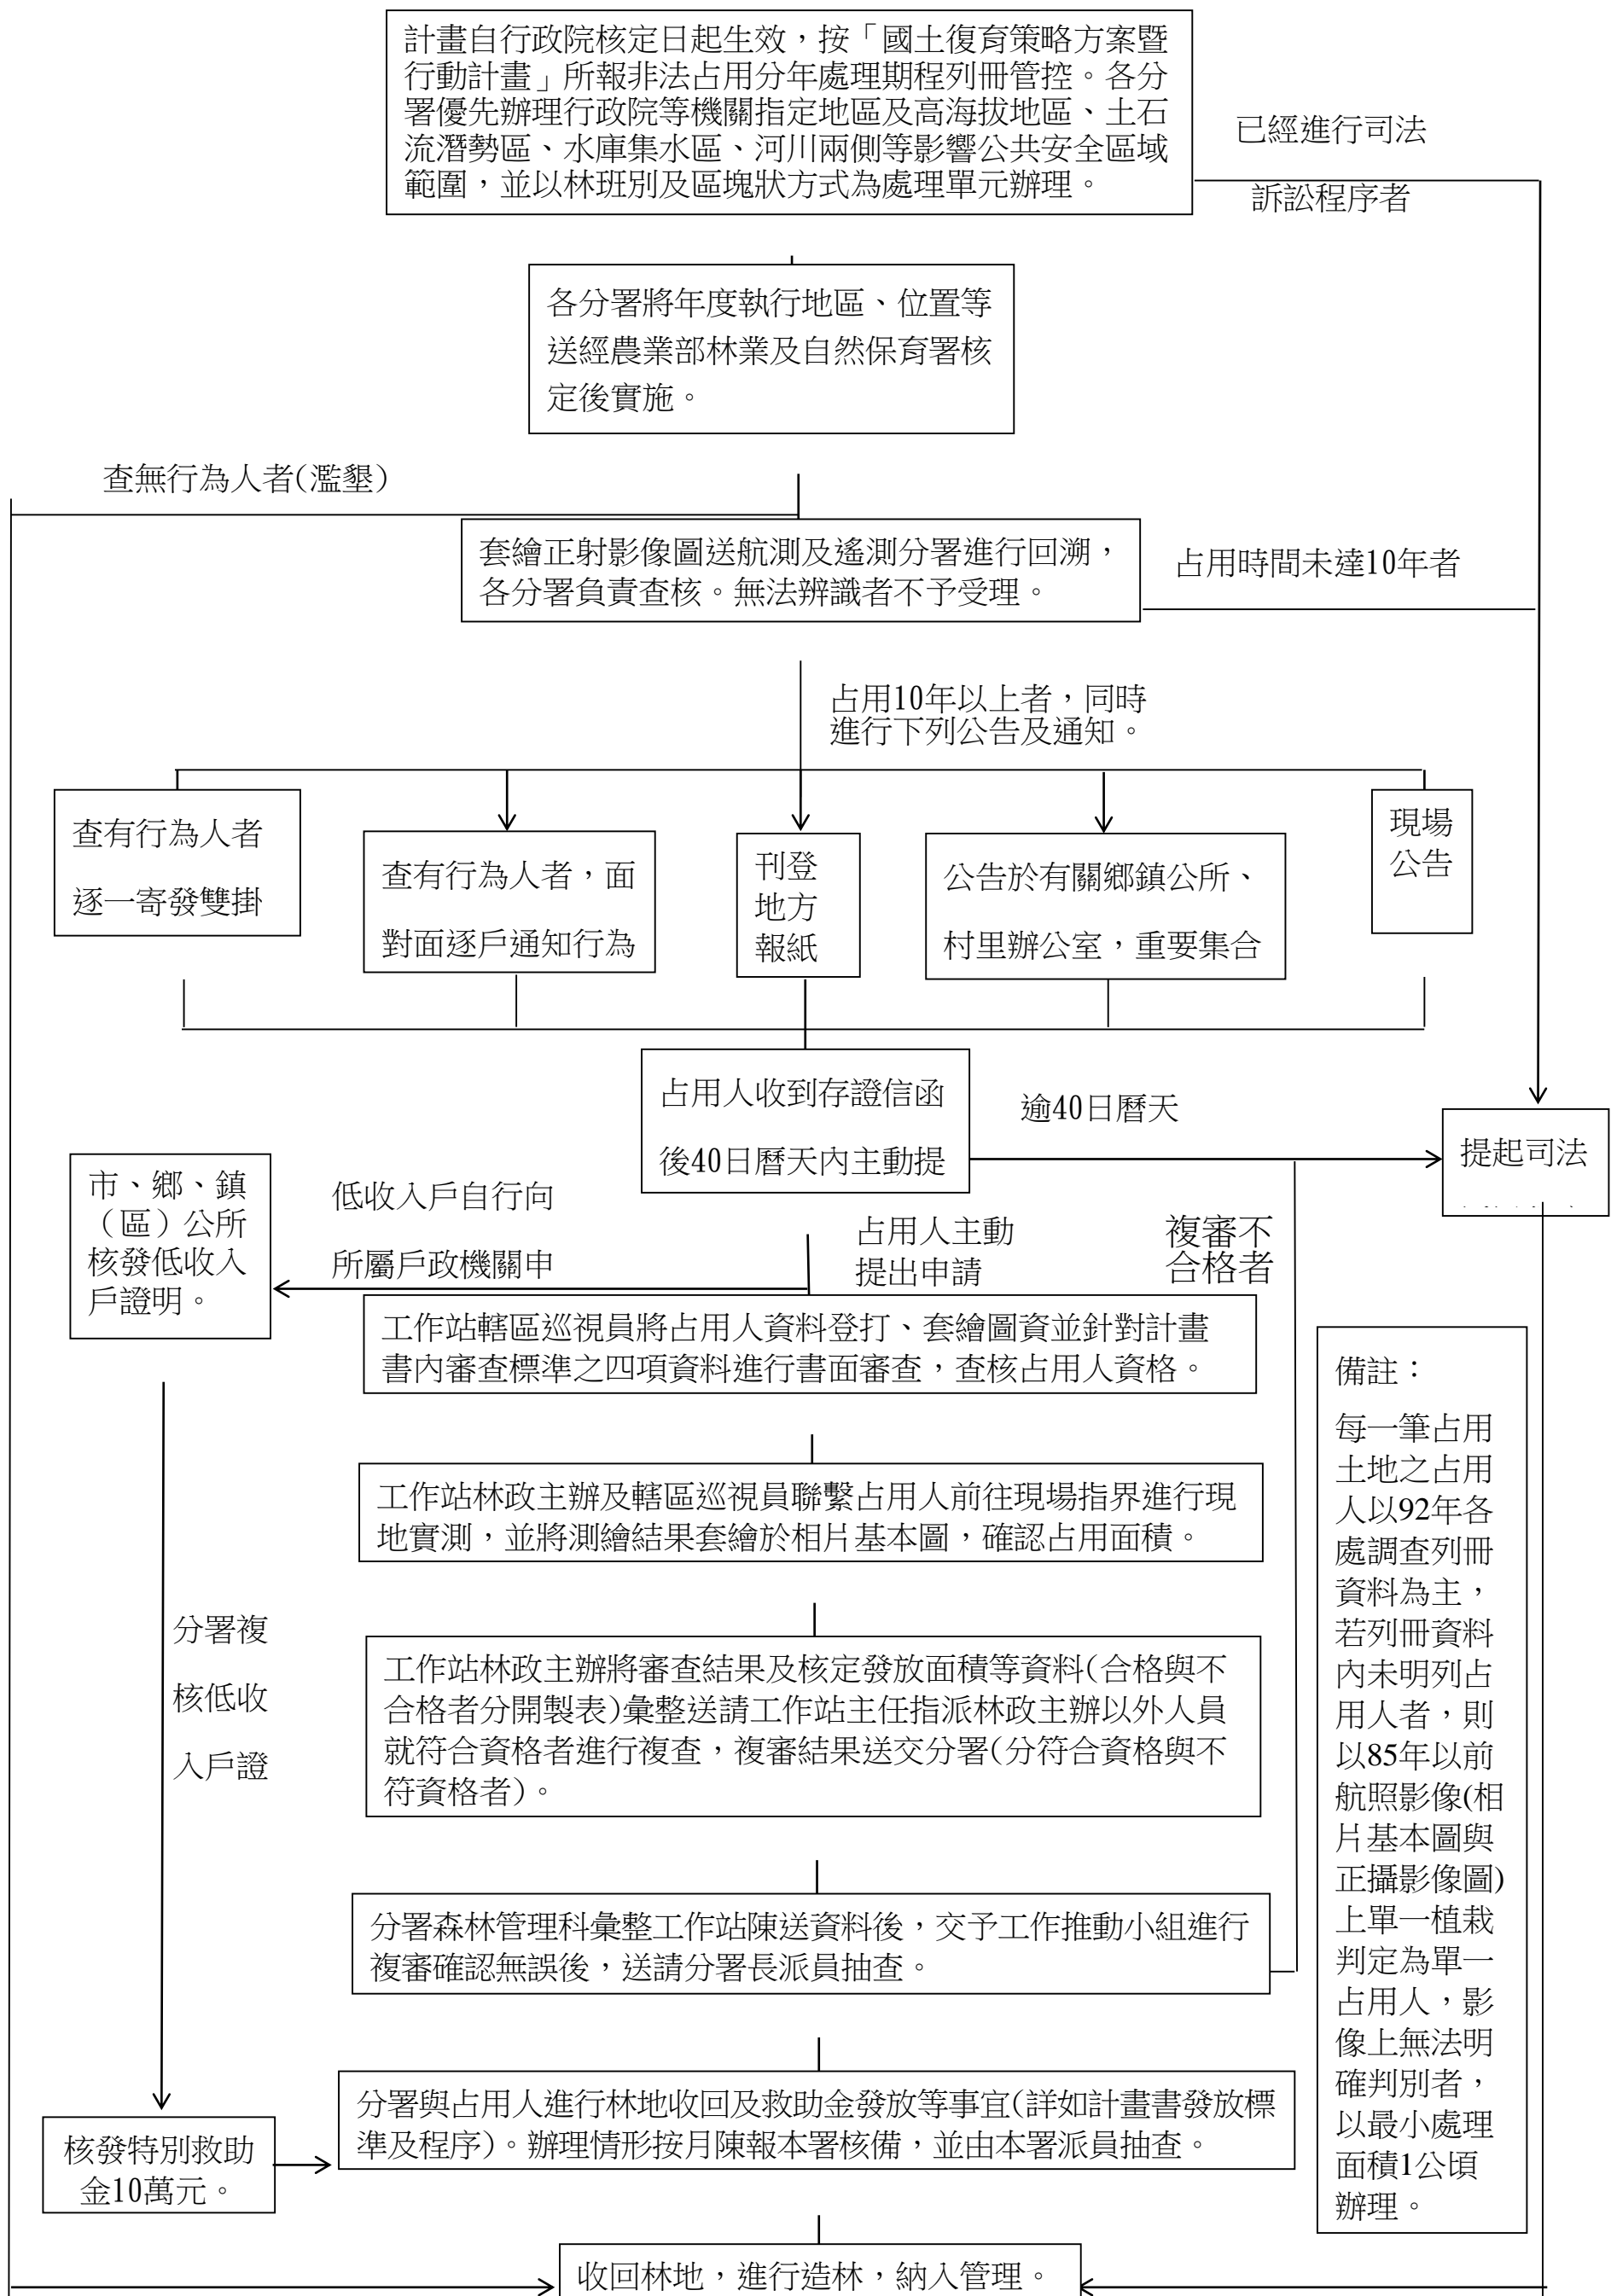 計畫自行政院核定日起生效，按「國土復育策略方案暨
行動計畫」所報非法占用分年處理期程列冊管控。各分
署優先辦理行政院等機關指定地區及高海拔地區、土石
流潛勢區、水庫集水區、河川兩側等影響公共安全區域
範圍，並以林班別及區塊狀方式為處理單元辦理。
已經進行司法
訴訟程序者
各分署將年度執行地區、位置等
送經農業部林業及自然保育署核
定後實施。
查無行為人者(濫墾)
套繪正射影像圖送航測及遙測分署進行回溯，
各分署負責查核。無法辨識者不予受理。
占用時間未達10年者
占用10年以上者，同時
進行下列公告及通知。
查有行為人者
逐一寄發雙掛
查有行為人者，面
對面逐戶通知行為
刊登
地方
報紙
公告於有關鄉鎮公所、
村里辦公室，重要集合
現場
公告
占用人收到存證信函
後40日曆天內主動提
逾40日曆天
提起司法
市、鄉、鎮
（區）公所
核發低收入
戶證明。
低收入戶自行向
所屬戶政機關申
占用人主動
提出申請
複審不
合格者
工作站轄區巡視員將占用人資料登打、套繪圖資並針對計畫
書內審查標準之四項資料進行書面審查，查核占用人資格。
工作站林政主辦及轄區巡視員聯繫占用人前往現場指界進行現
地實測，並將測繪結果套繪於相片基本圖，確認占用面積。
分署複
核低收
入戶證
工作站林政主辦將審查結果及核定發放面積等資料(合格與不
合格者分開製表)彙整送請工作站主任指派林政主辦以外人員
就符合資格者進行複查，複審結果送交分署(分符合資格與不
符資格者)。
分署森林管理科彙整工作站陳送資料後，交予工作推動小組進行
複審確認無誤後，送請分署長派員抽查。
分署與占用人進行林地收回及救助金發放等事宜(詳如計畫書發放標
準及程序)。辦理情形按月陳報本署核備，並由本署派員抽查。
核發特別救助
金10萬元。
備註：
每一筆占用
土地之占用
人以92年各
處調查列冊
資料為主，
若列冊資料
內未明列占
用人者，則
以85年以前
航照影像(相
片基本圖與
正攝影像圖)
上單一植栽
判定為單一
占用人，影
像上無法明
確判別者，
以最小處理
面積1公頃
辦理。
收回林地，進行造林，納入管理。